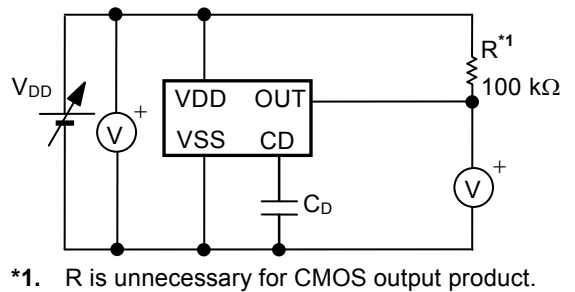 R*1
100 kΩ
VDD
VDD OUT
VSS CD
V
+
V
+
CD
*1. R is unnecessary for CMOS output product.